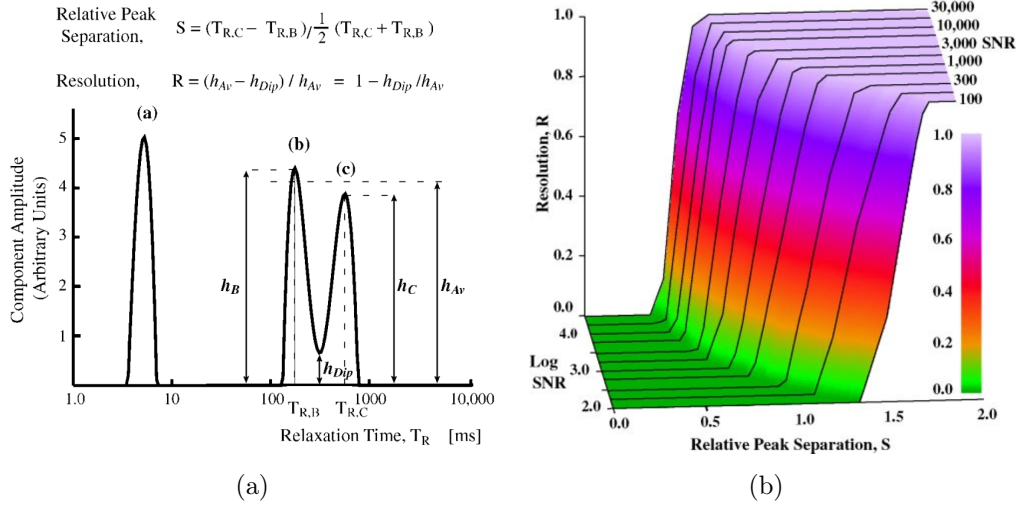 Relative Peak
Separation, S = (T_R,C − T_R,B) / 1/2 (T_R,C + T_R,B)
Resolution, R = (h_Av − h_Dip) / h_Av = 1 − h_Dip / h_Av
(a)
(b)
(c)
5
4
3
2
1
Component Amplitude
(Arbitrary Units)
h_B
h_C
h_Av
h_Dip
1.0 10 100 1000 10,000
T_R,B T_R,C
Relaxation Time, T_R [ms]
(a)
1.0
0.8
0.6
0.4
0.2
0.0
Resolution, R
30,000
10,000
3,000 SNR
1,000
300
100
1.0
0.8
0.6
0.4
0.2
0.0
4.0
Log
SNR 3.0
2.0
0.0 0.5 1.0 1.5 2.0
Relative Peak Separation, S
(b)